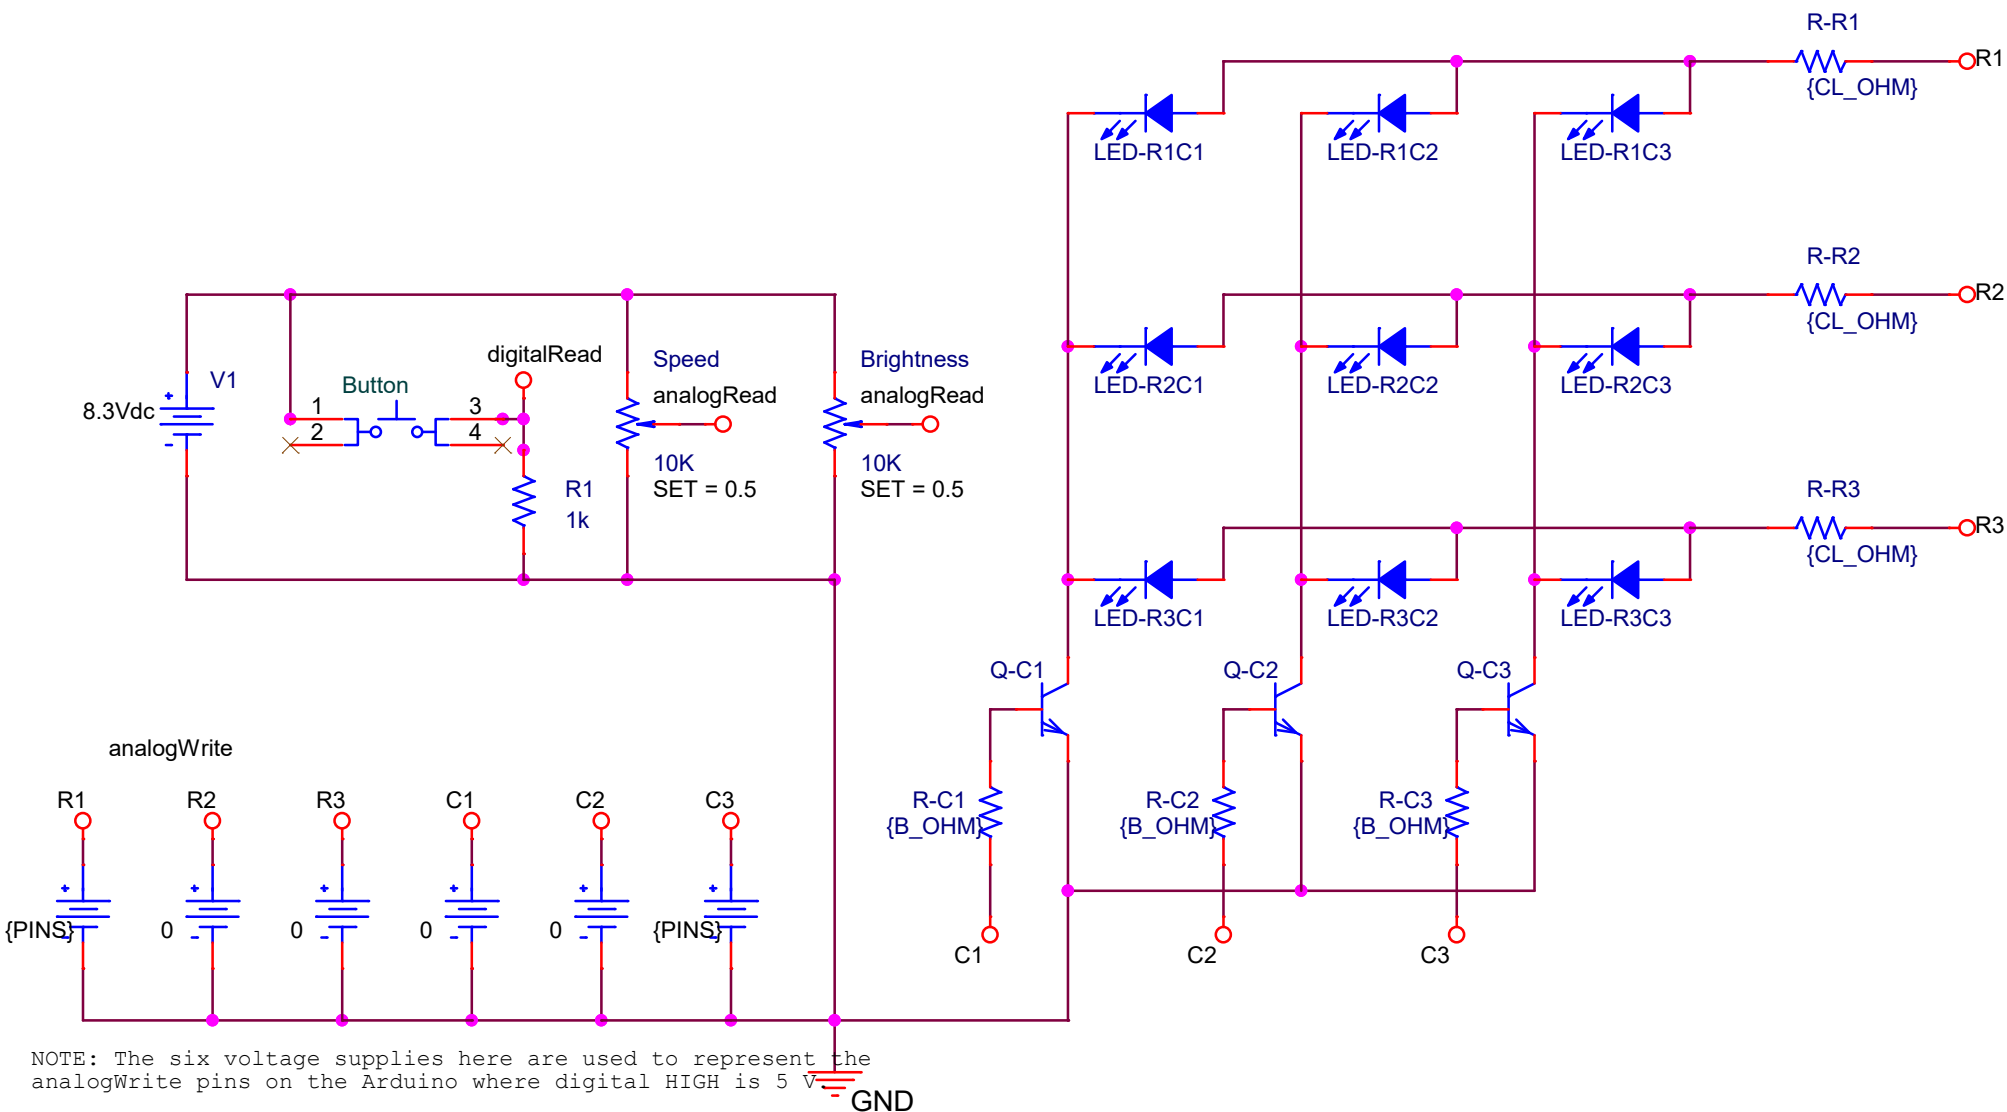 R-R1
R1
{CL_OHM}
LED-R1C1
LED-R1C2
LED-R1C3
R-R2
R2
{CL_OHM}
digitalRead
Speed
Brightness
V1
Button
analogRead
analogRead
LED-R2C1
LED-R2C2
LED-R2C3
8.3Vdc
+
-
1
2
3
4
10K
SET = 0.5
10K
SET = 0.5
R1
1k
R-R3
R3
{CL_OHM}
LED-R3C1
LED-R3C2
LED-R3C3
Q-C1
Q-C2
Q-C3
analogWrite
R1
R2
R3
C1
C2
C3
R-C1
{B_OHM}
R-C2
{B_OHM}
R-C3
{B_OHM}
+
+
+
+
+
+
{PINS}
0
0
0
0
{PINS}
-
-
-
-
-
-
C1
C2
C3
NOTE: The six voltage supplies here are used to represent the
analogWrite pins on the Arduino where digital HIGH is 5 V.
GND